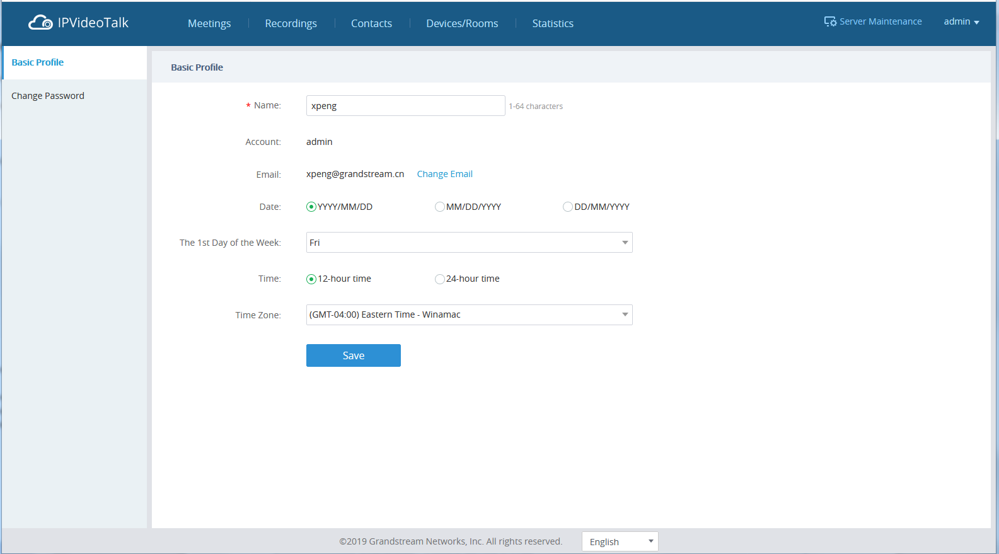 IPVideoTalk
Meetings
Recordings
Contacts
Devices/Rooms
Statistics
Server Maintenance
admin
Basic Profile
Change Password
Basic Profile
* Name: xpeng 1-64 characters
Account: admin
Email: xpeng@grandstream.cn Change Email
Date: YYYY/MM/DD MM/DD/YYYY DD/MM/YYYY
The 1st Day of the Week: Fri
Time: 12-hour time 24-hour time
Time Zone: (GMT-04:00) Eastern Time - Winamac
Save
©2019 Grandstream Networks, Inc. All rights reserved. English